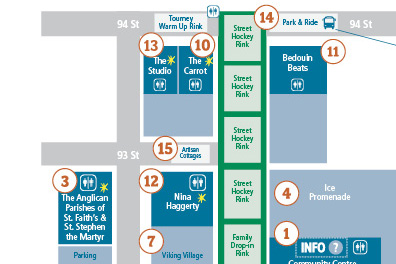 94 St
Tourney
Warm Up Rink
14
Park & Ride
94 St
13
The
Studio
10
The
Carrot
Street
Hockey
Rink
11
Bedouin
Beats
Street
Hockey
Rink
Street
Hockey
Rink
93 St
15
Artisan
Cottages
3
The Anglican
Parishes of
St. Faith's &
St. Stephen
the Martyr
Parking
12
Nina
Haggerty
7
Viking Village
Street
Hockey
Rink
Family
Drop-in
Rink
4
Ice
Promenade
1
INFO ?
Community Centre